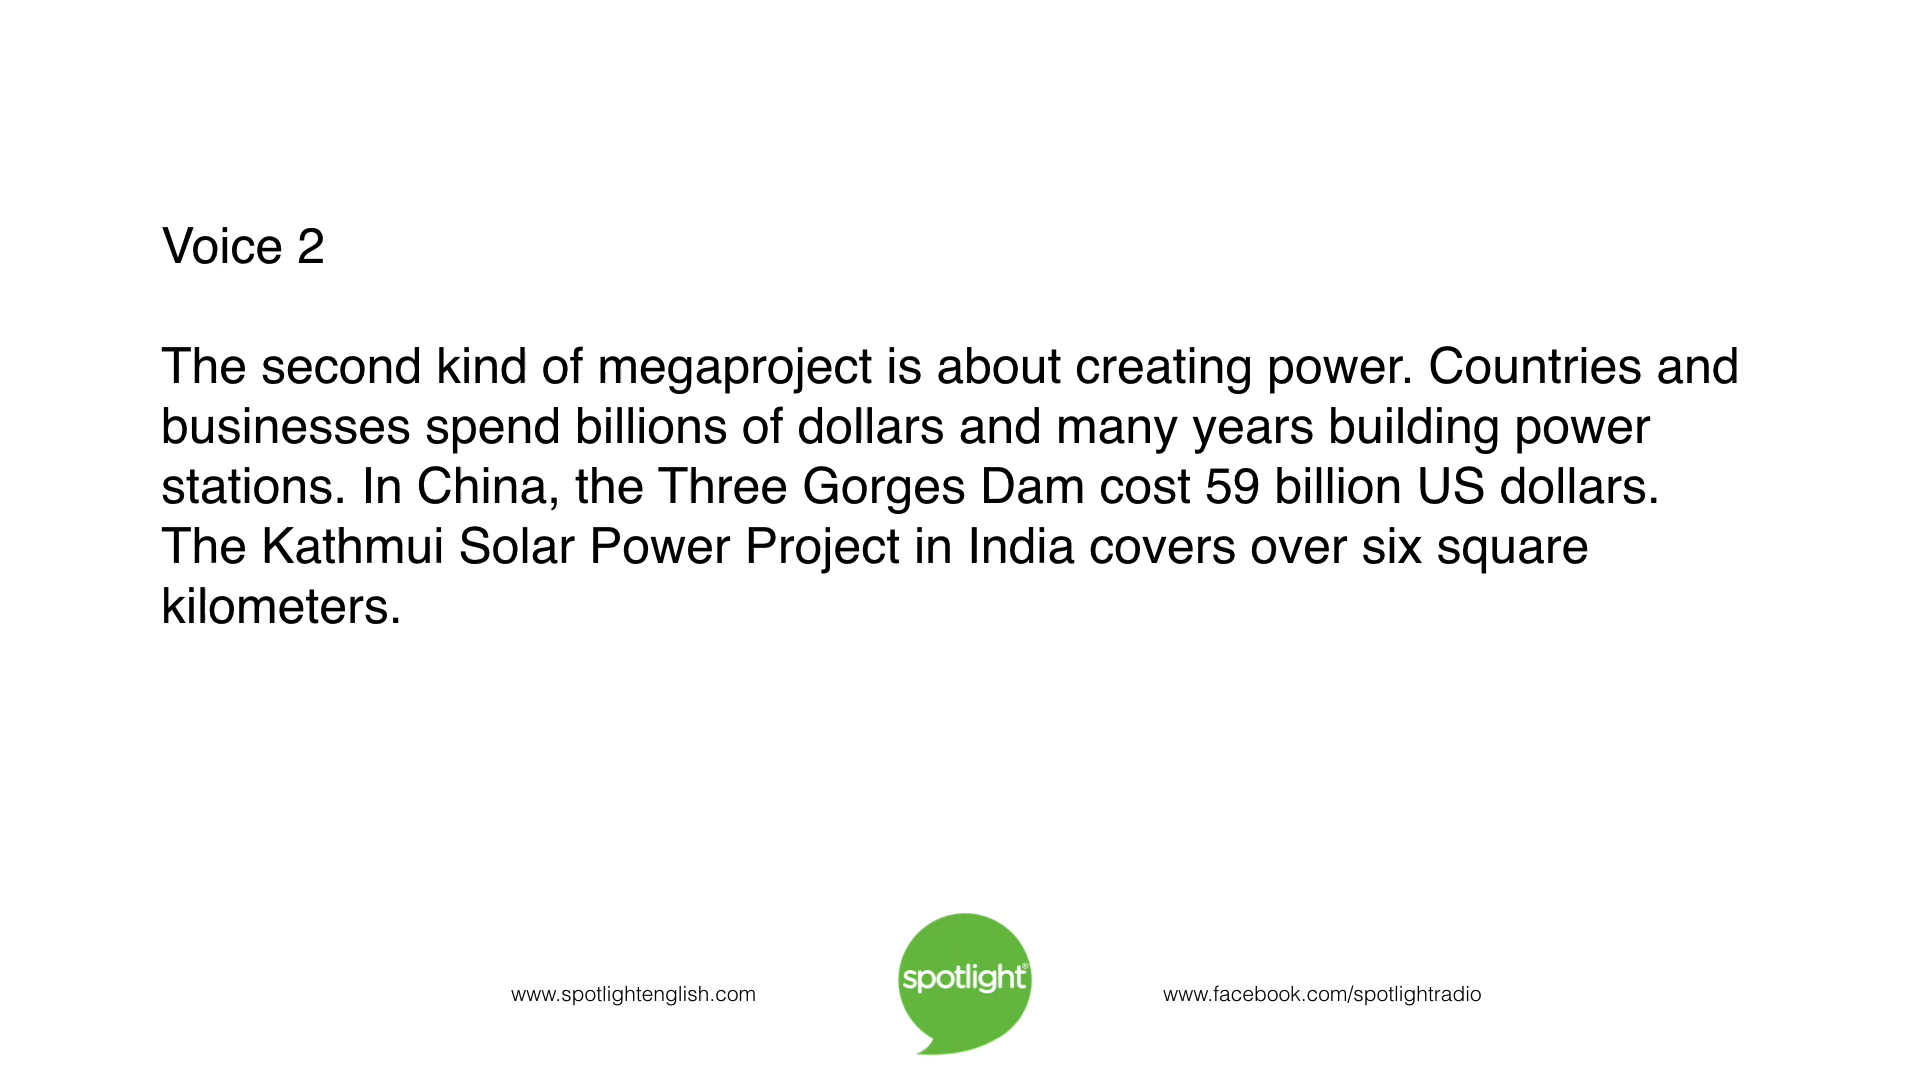 Voice 2
The second kind of megaproject is about creating power. Countries and
businesses spend billions of dollars and many years building power
stations. In China, the Three Gorges Dam cost 59 billion US dollars.
The Kathmui Solar Power Project in India covers over six square
kilometers.
www.spotlightenglish.com
spotlight®
www.facebook.com/spotlightradio